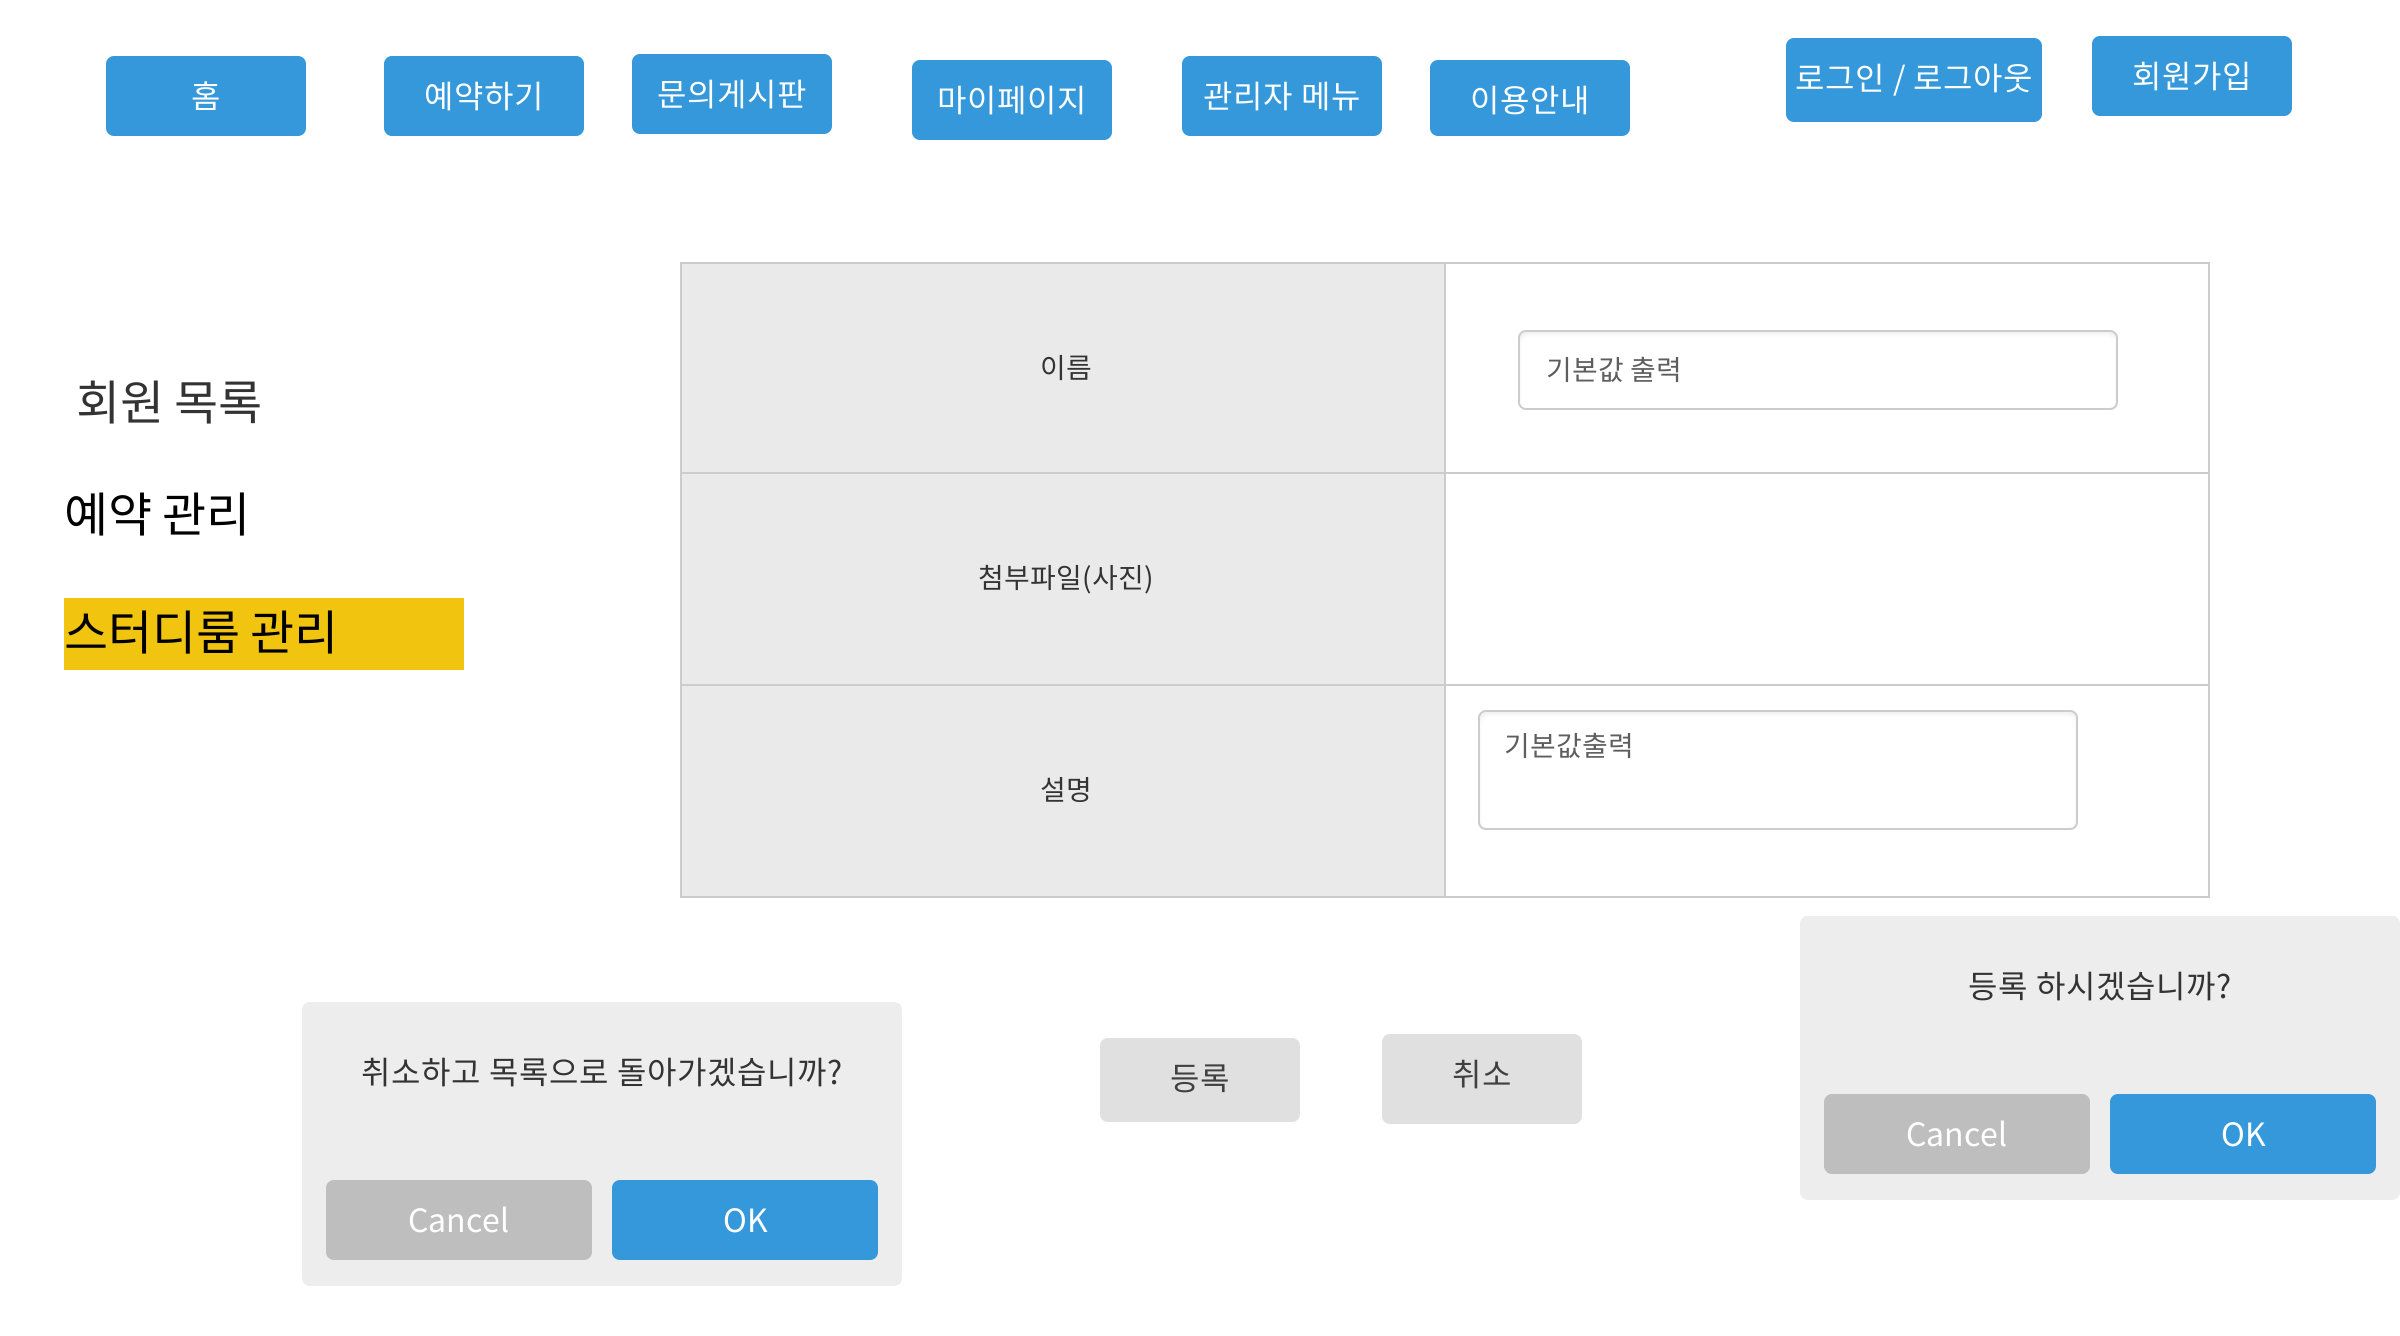 홈
예약하기
문의게시판
마이페이지
관리자 메뉴
이용안내
로그인 / 로그아웃
회원가입
회원 목록
예약 관리
스터디룸 관리
이름
기본값 출력
첨부파일(사진)
설명
기본값출력
취소하고 목록으로 돌아가겠습니까?
Cancel
OK
등록
취소
등록 하시겠습니까?
Cancel
OK